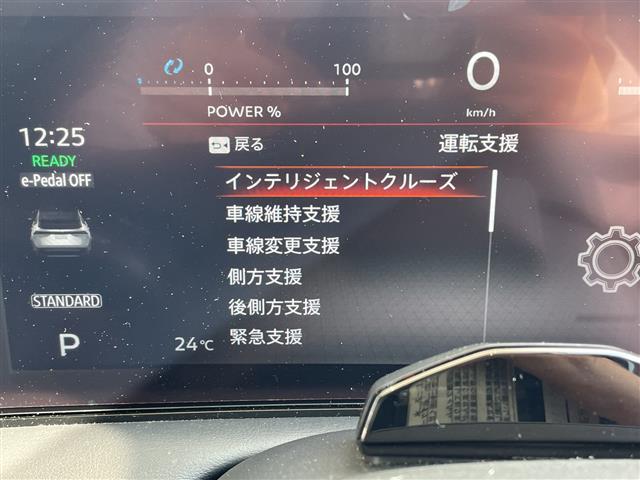 0 100
POWER %
0
km/h
12:25
READY
e-Pedal OFF
戻る
運転支援
インテリジェントクルーズ
車線維持支援
車線変更支援
側方支援
後側方支援
緊急支援
STANDARD
P
24℃